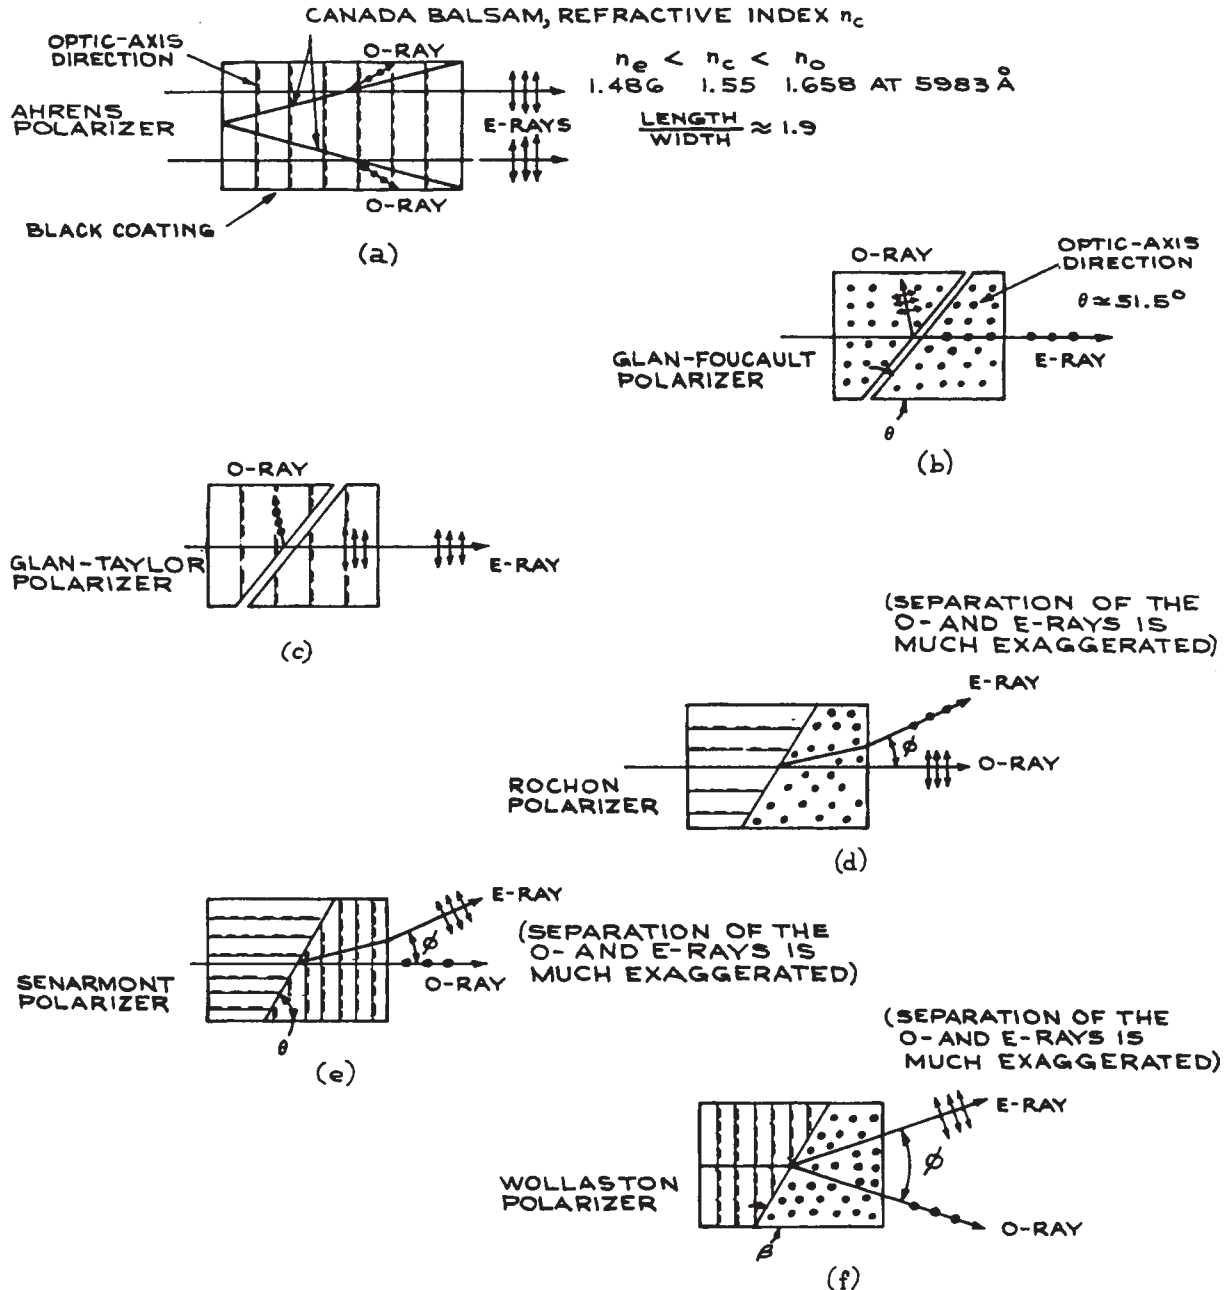 CANADA BALSAM, REFRACTIVE INDEX nc
OPTIC-AXIS
DIRECTION
O-RAY
ne < nc < no
1.486 1.55 1.658 AT 5983 Å
LENGTH
WIDTH
≈ 1.9
AHRENS
POLARIZER
E-RAYS
O-RAY
BLACK COATING
(a)
O-RAY
OPTIC-AXIS
DIRECTION
θ≃51.5°
GLAN-FOUCAULT
POLARIZER
E-RAY
θ
(b)
O-RAY
GLAN-TAYLOR
POLARIZER
E-RAY
(c)
(SEPARATION OF THE
O- AND E-RAYS IS
MUCH EXAGGERATED)
E-RAY
φ
O-RAY
ROCHON
POLARIZER
(d)
E-RAY
φ
(SEPARATION OF THE
O- AND E-RAYS IS
MUCH EXAGGERATED)
O-RAY
SENARMONT
POLARIZER
θ
(e)
(SEPARATION OF THE
O- AND E-RAYS IS
MUCH EXAGGERATED)
E-RAY
φ
WOLLASTON
POLARIZER
O-RAY
β
(f)